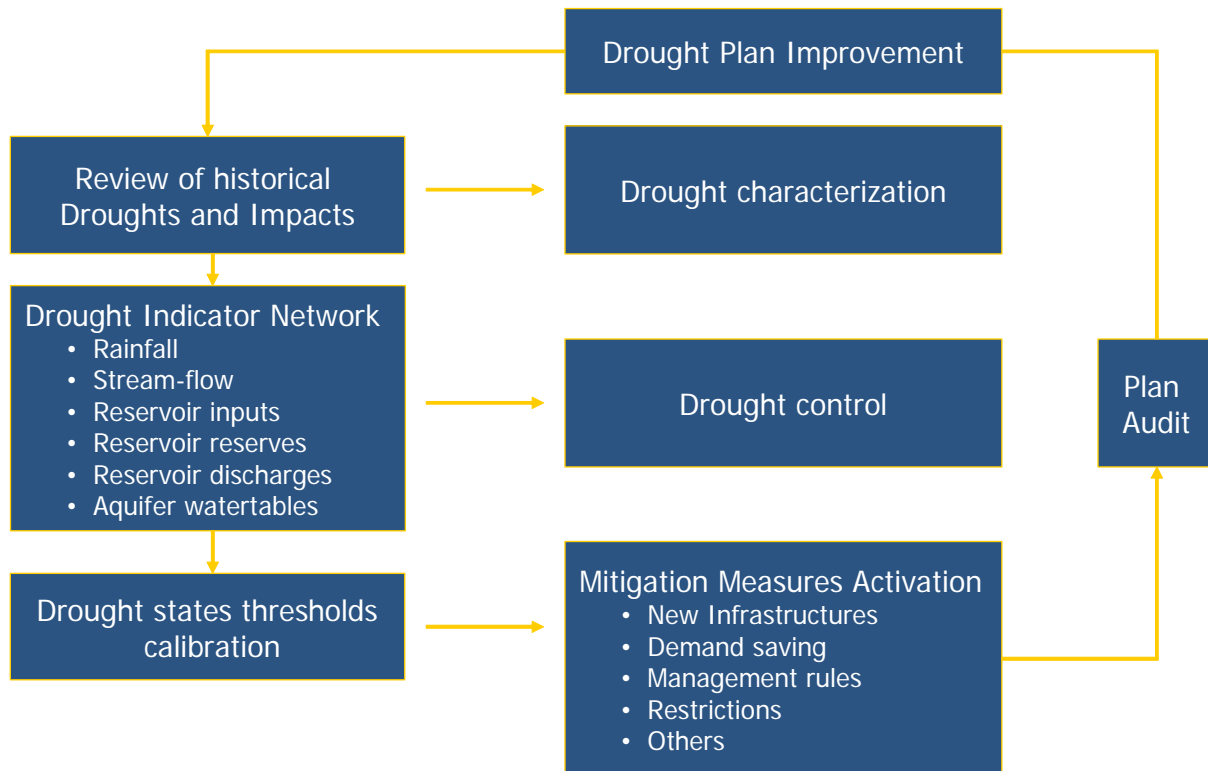 Drought Plan Improvement
Review of historical
Droughts and Impacts
Drought characterization
Drought Indicator Network
• Rainfall
• Stream-flow
• Reservoir inputs
• Reservoir reserves
• Reservoir discharges
• Aquifer watertables
Drought control
Plan
Audit
Drought states thresholds
calibration
Mitigation Measures Activation
• New Infrastructures
• Demand saving
• Management rules
• Restrictions
• Others